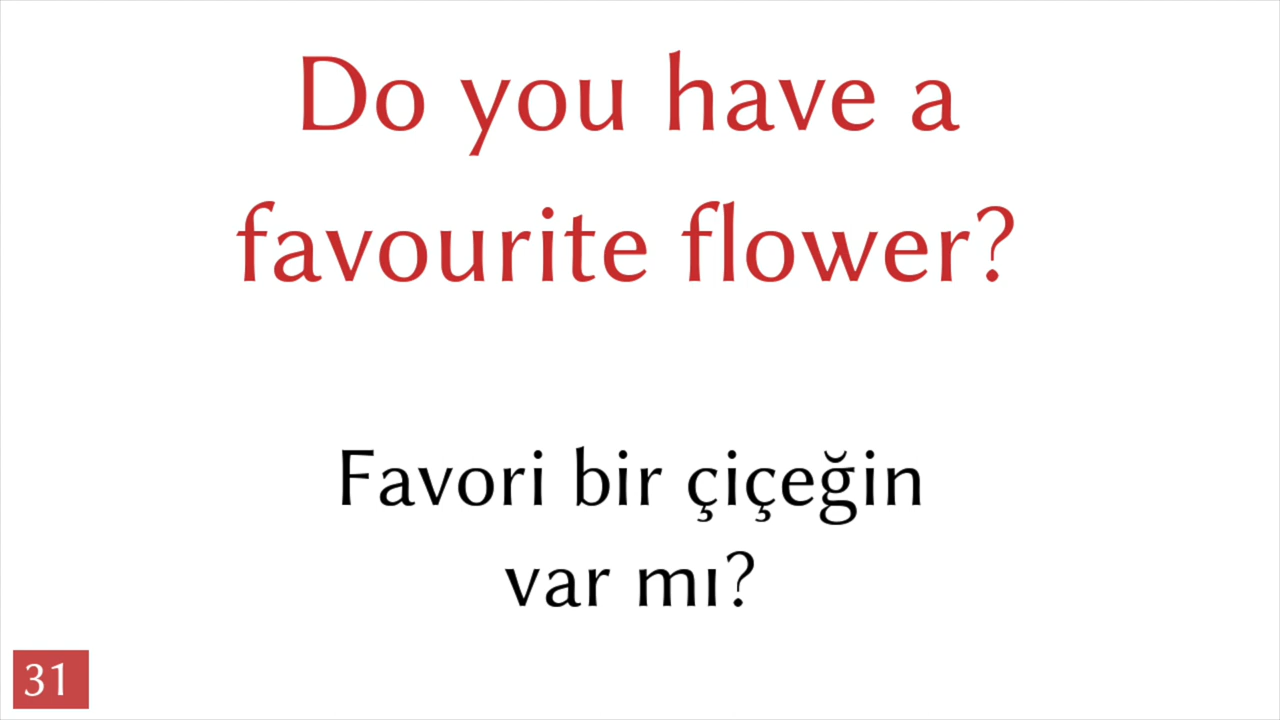 Do you have a
favourite flower?
Favori bir çiçeğin
var mı?
31